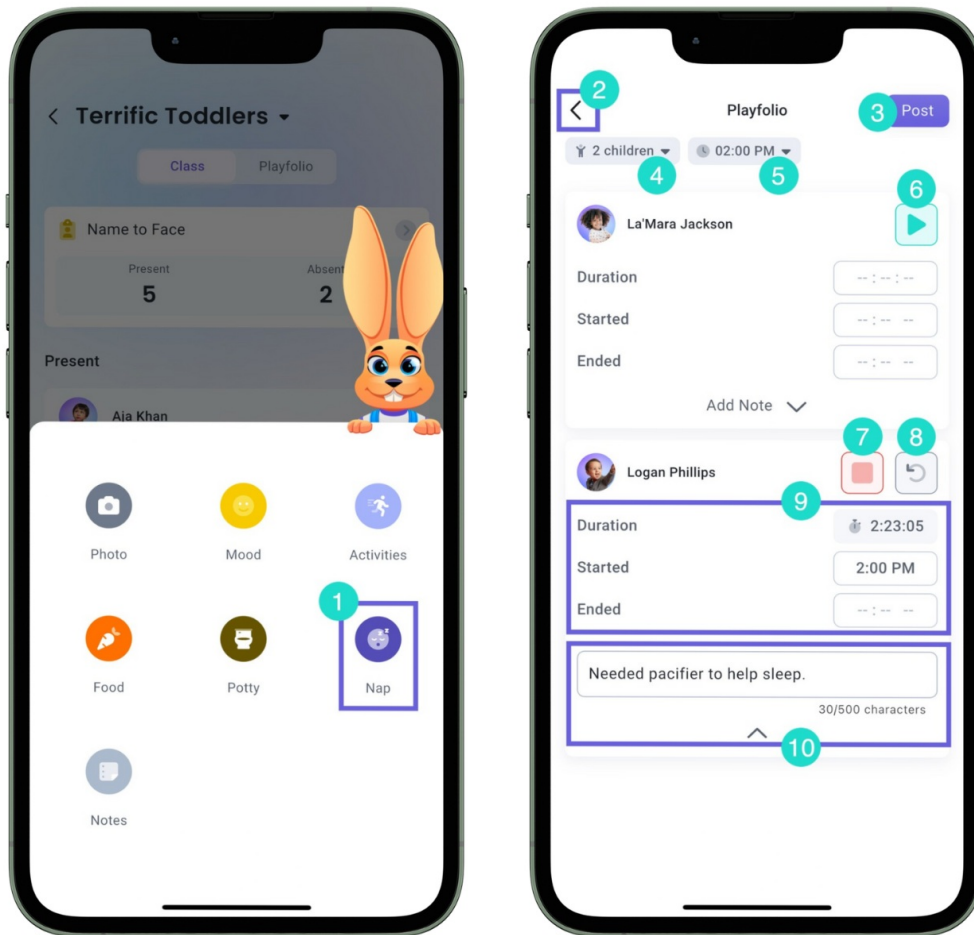 Terrific Toddlers
Class Playfolio
Name to Face
Present Absent
5 2
Present
Aja Khan
Photo Mood Activities
1
Food Potty Nap
Notes
2
Playfolio
3 Post
2 children 02:00 PM
4 5
6
La'Mara Jackson
Duration --:--:--
Started --:-- --
Ended --:-- --
Add Note
7 8
Logan Phillips
9
Duration 2:23:05
Started 2:00 PM
Ended --:-- --
Needed pacifier to help sleep.
30/500 characters
10